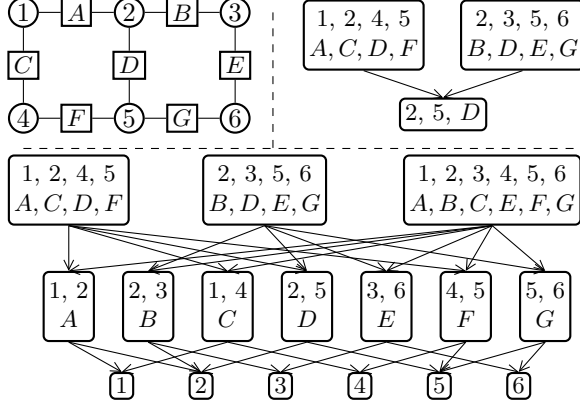 1 A 2 B 3
C D E
4 F 5 G 6
1, 2, 4, 5
A, C, D, F
2, 3, 5, 6
B, D, E, G
2, 5, D
1, 2, 4, 5
A, C, D, F
2, 3, 5, 6
B, D, E, G
1, 2, 3, 4, 5, 6
A, B, C, E, F, G
1, 2
A
2, 3
B
1, 4
C
2, 5
D
3, 6
E
4, 5
F
5, 6
G
1 2 3 4 5 6